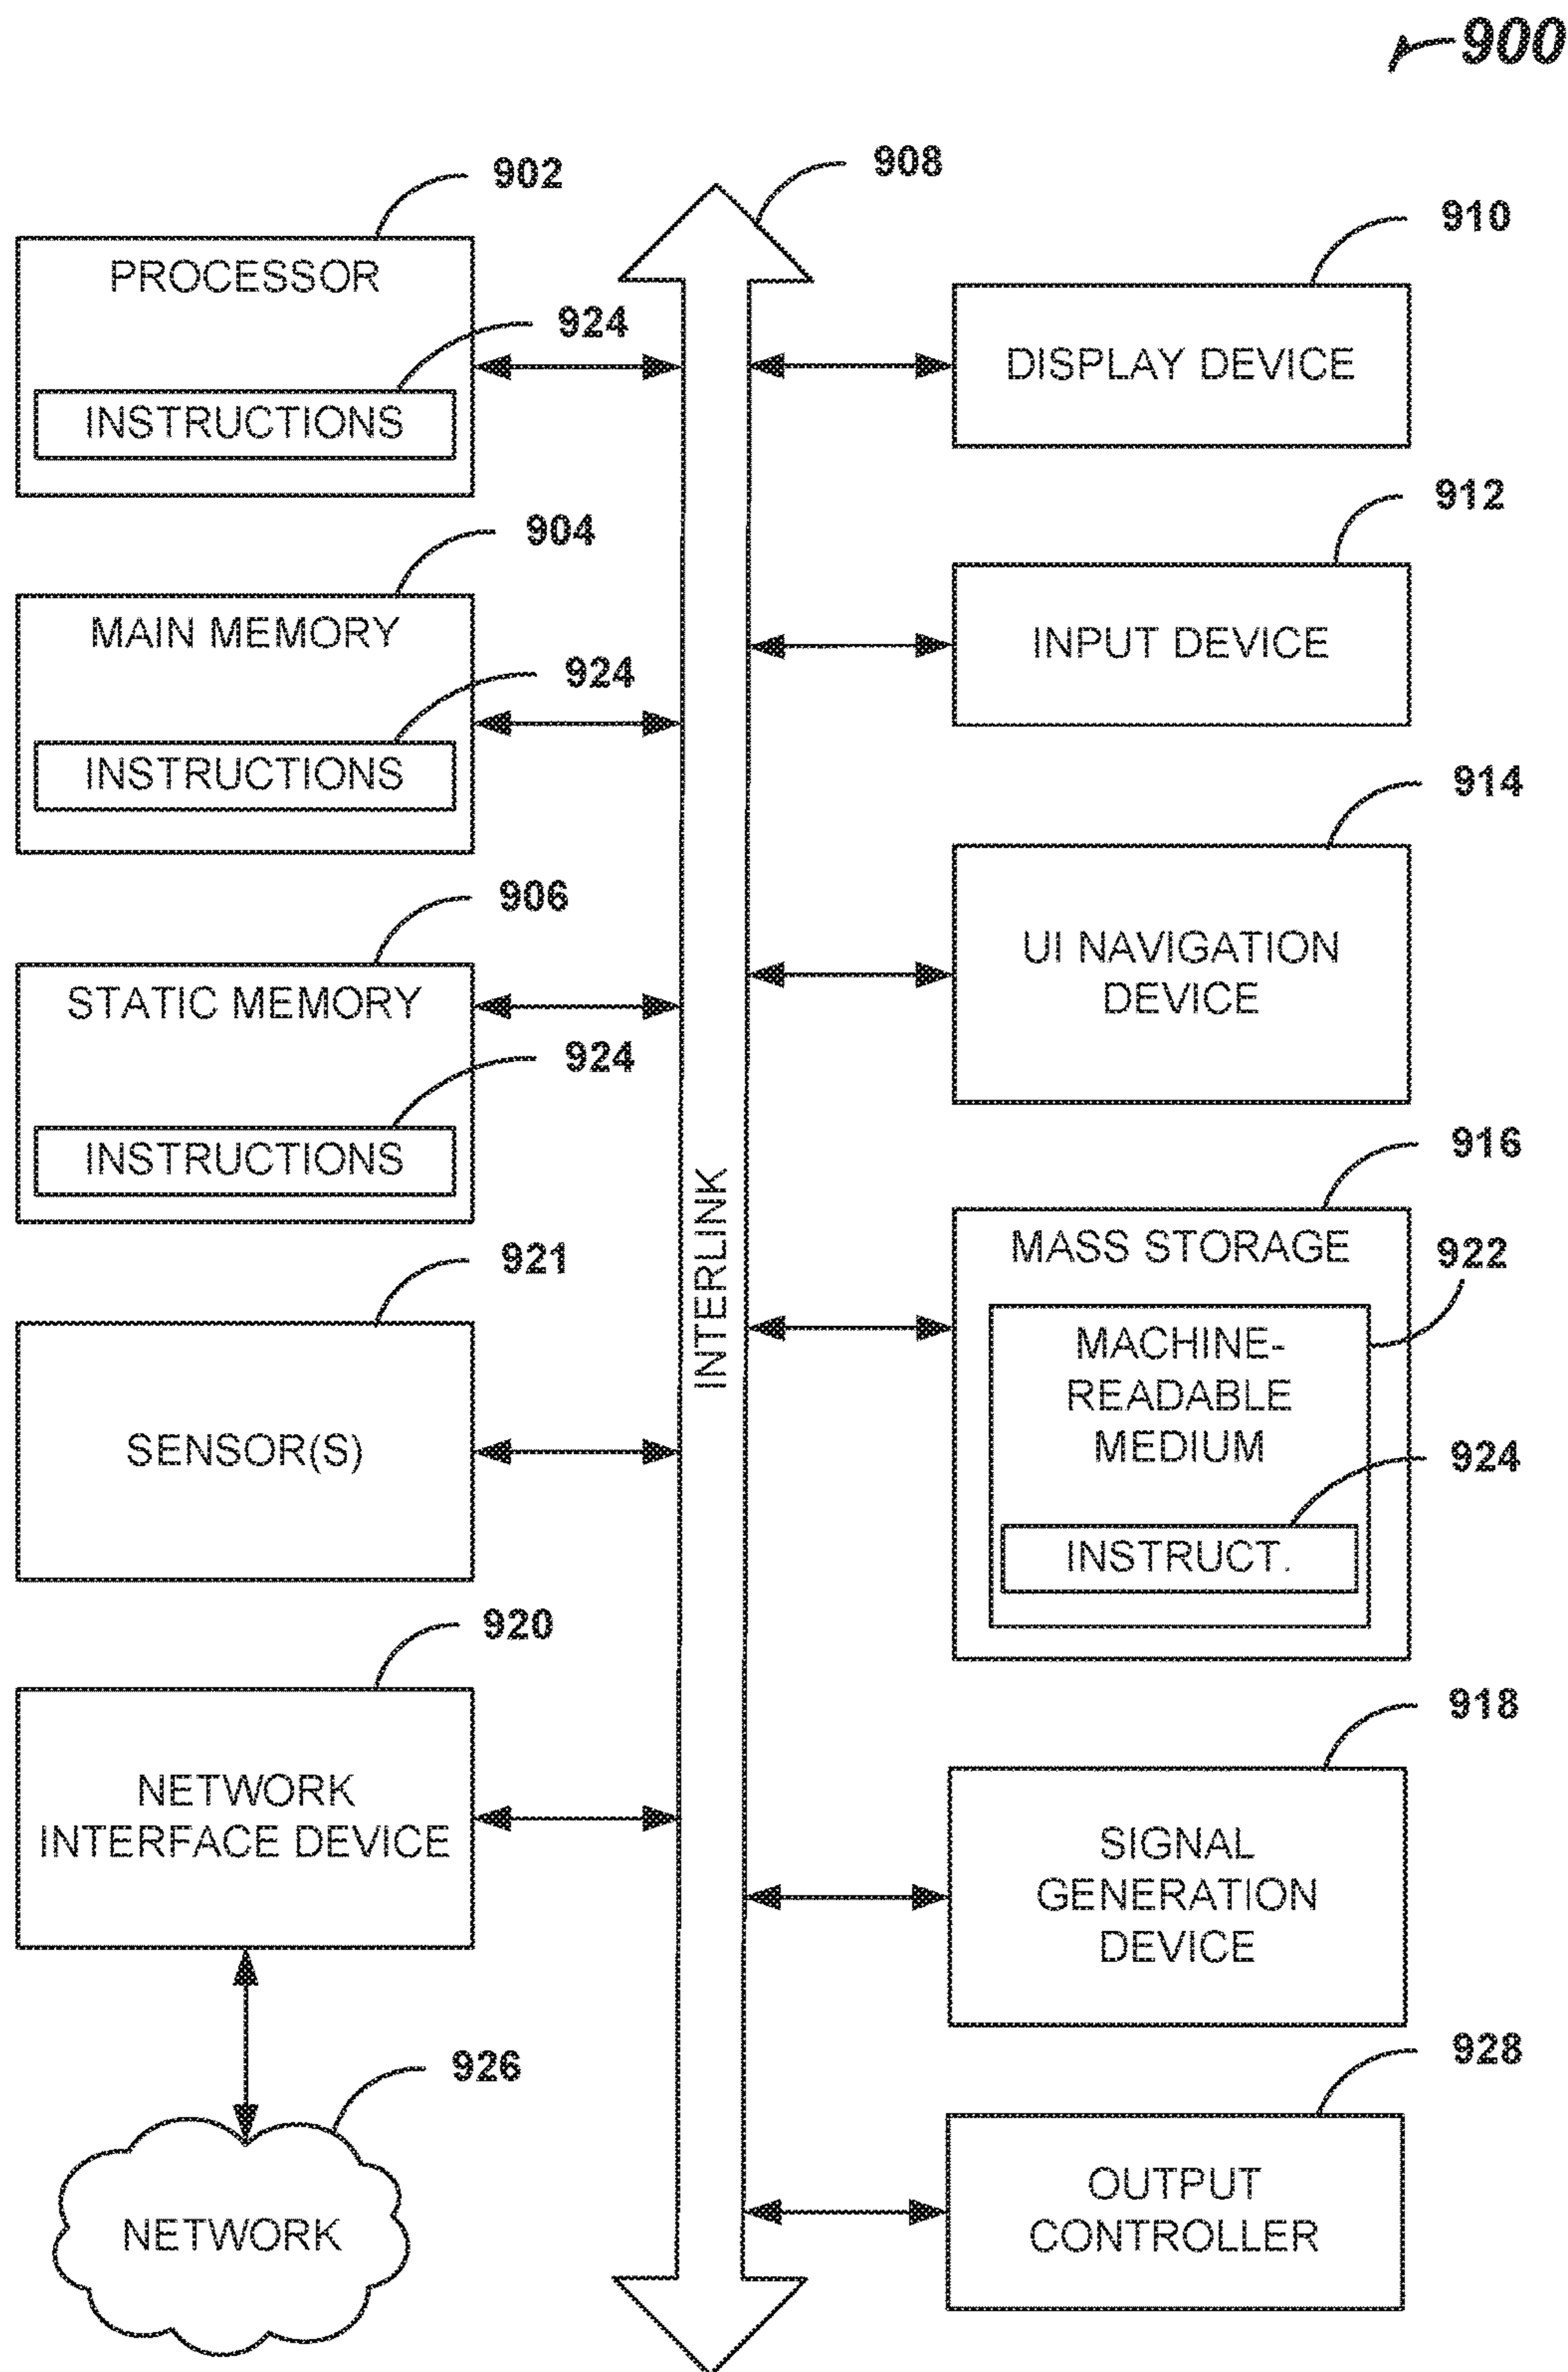 900
902
PROCESSOR
924
INSTRUCTIONS
904
MAIN MEMORY
924
INSTRUCTIONS
906
STATIC MEMORY
924
INSTRUCTIONS
921
SENSOR(S)
920
NETWORK
INTERFACE DEVICE
926
NETWORK
908
INTERLINK
910
DISPLAY DEVICE
912
INPUT DEVICE
914
UI NAVIGATION
DEVICE
916
MASS STORAGE
922
MACHINE-
READABLE
MEDIUM
924
INSTRUCT.
918
SIGNAL
GENERATION
DEVICE
928
OUTPUT
CONTROLLER